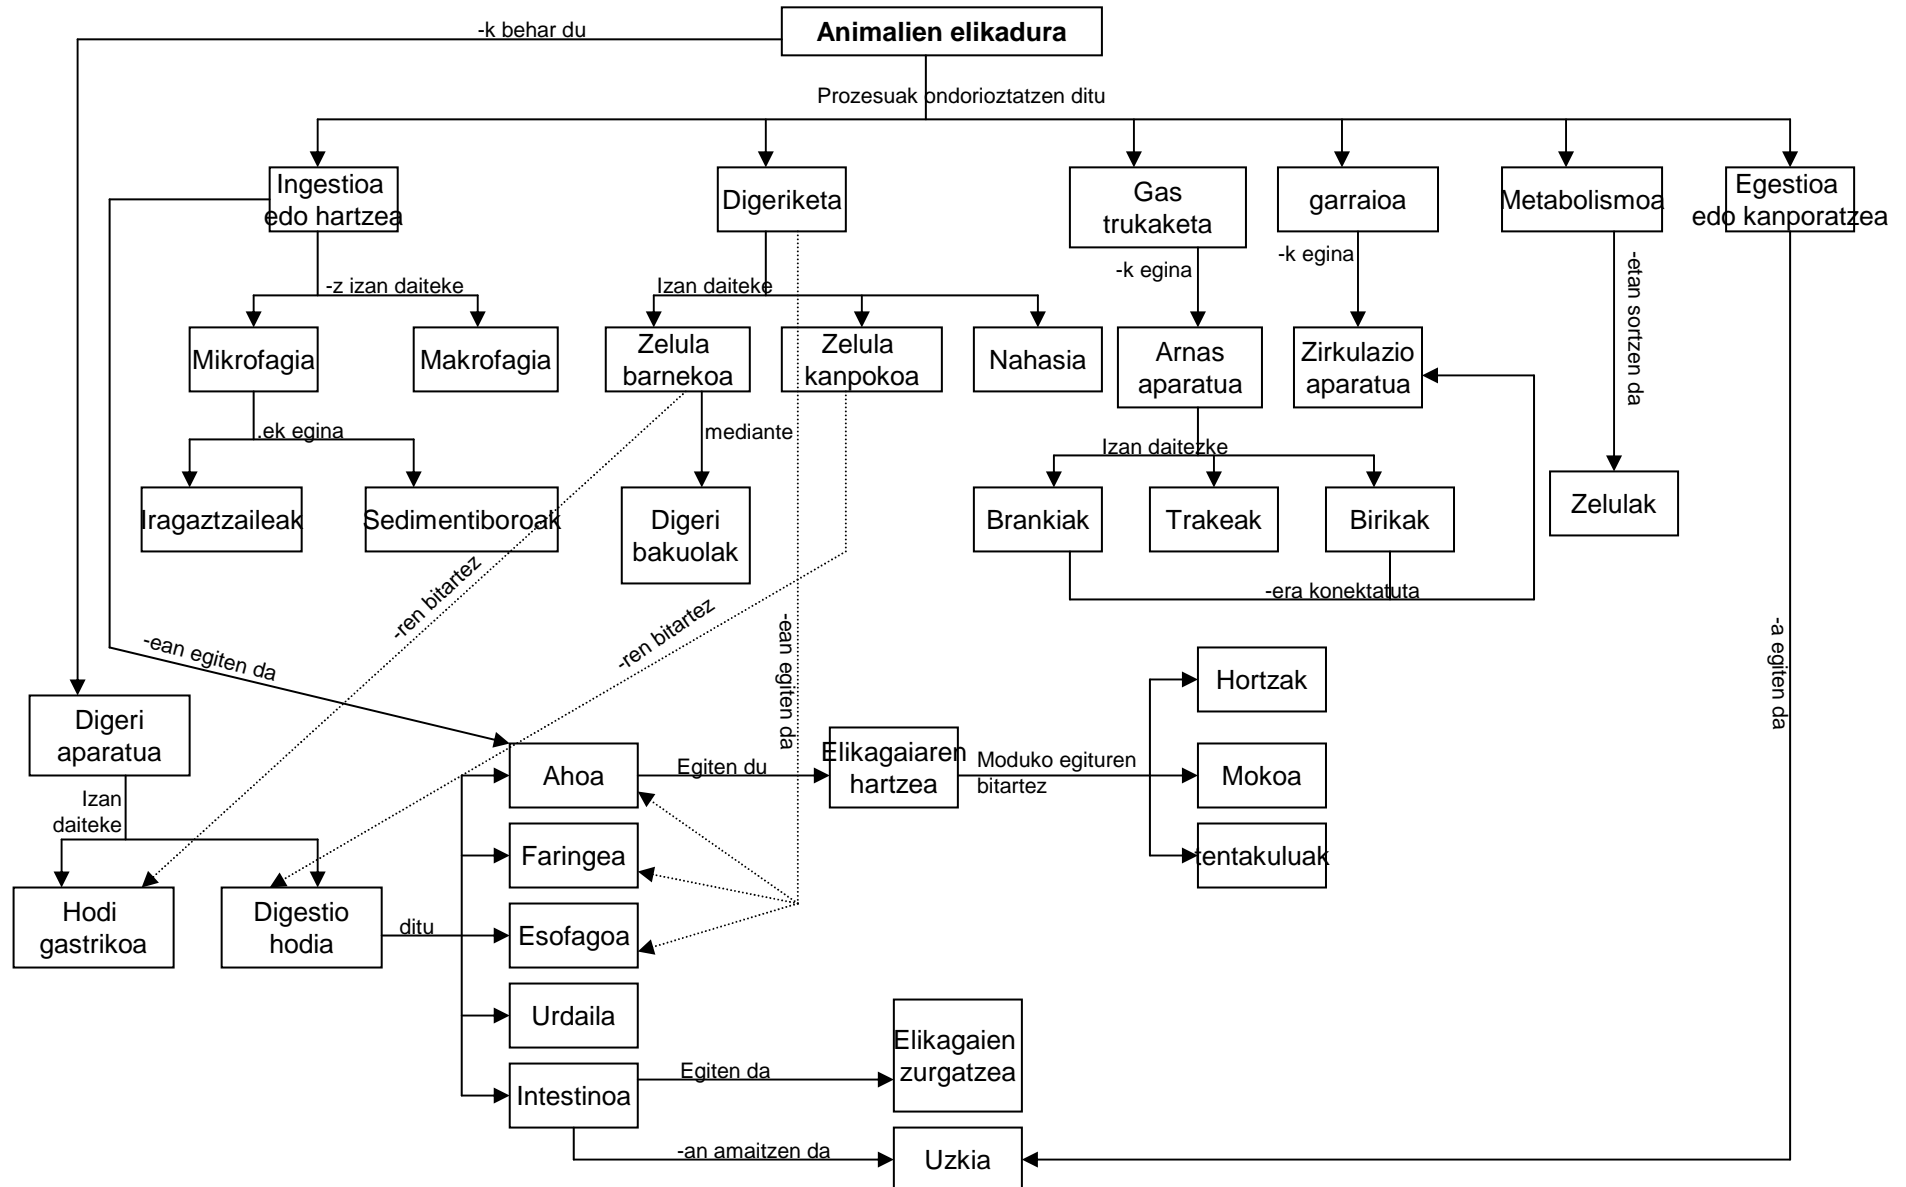 -k behar du
Animalien elikadura
Prozesuak ondorioztatzen ditu
Ingestioa
edo hartzea
Digeriketa
Gas
trukaketa
garraioa
Metabolismoa
Egestioa
edo kanporatzea
-z izan daiteke
Izan daiteke
-k egina
-k egina
-etan sortzen da
Mikrofagia
Makrofagia
Zelula
barnekoa
Zelula
kanpokoa
Nahasia
Arnas
aparatua
Zirkulazio
aparatua
.ek egina
mediante
Izan daitezke
Iragaztzaileak
Sedimentiboroak
Digeri
bakuolak
Brankiak
Trakeak
Birikak
Zelulak
-era konektatuta
-ren bitartez
-ren bitartez
-ean egiten da
-ean egiten da
-a egiten da
Digeri
aparatua
Izan
daiteke
Hodi
gastrikoa
Digestio
hodia
ditu
Ahoa
Egiten du
Elikagaiaren
hartzea
Moduko egituren
bitartez
Hortzak
Mokoa
tentakuluak
Faringea
Esofagoa
Urdaila
Intestinoa
Egiten da
Elikagaien
zurgatzea
-an amaitzen da
Uzkia